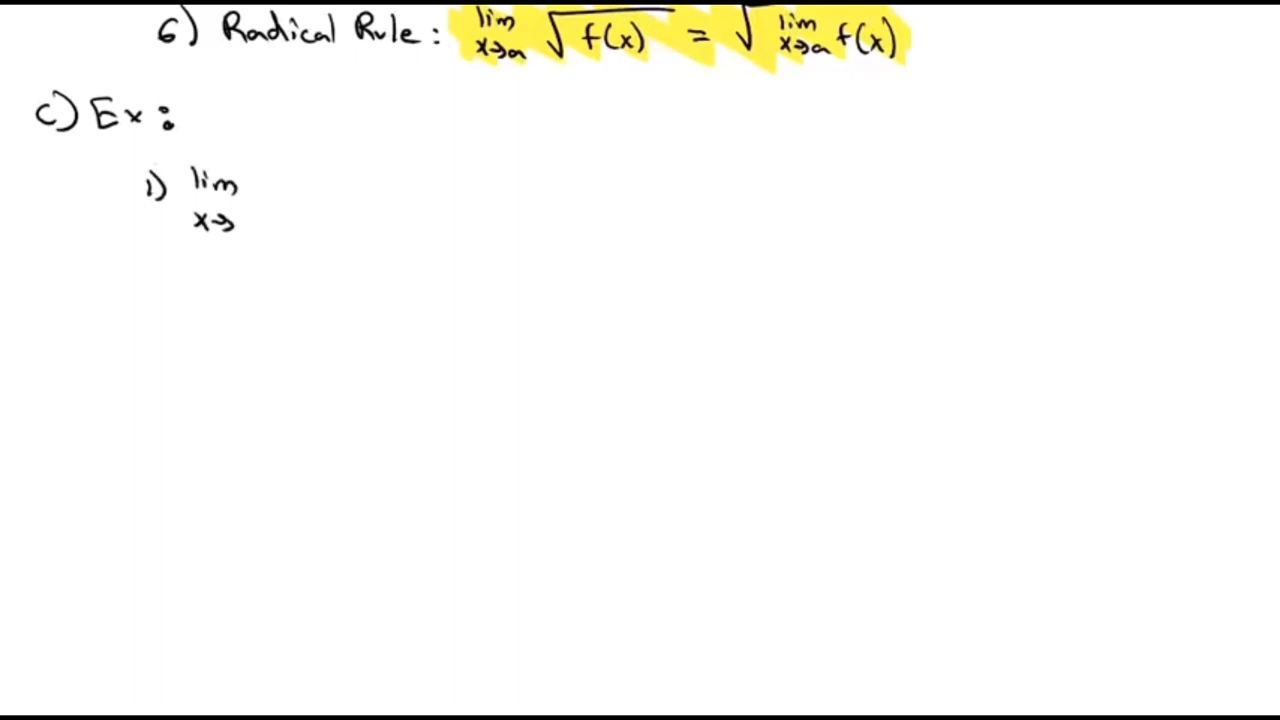 6) Radical Rule: lim x→a √f(x) = √lim x→a f(x)
C) Ex:
1) lim
x→